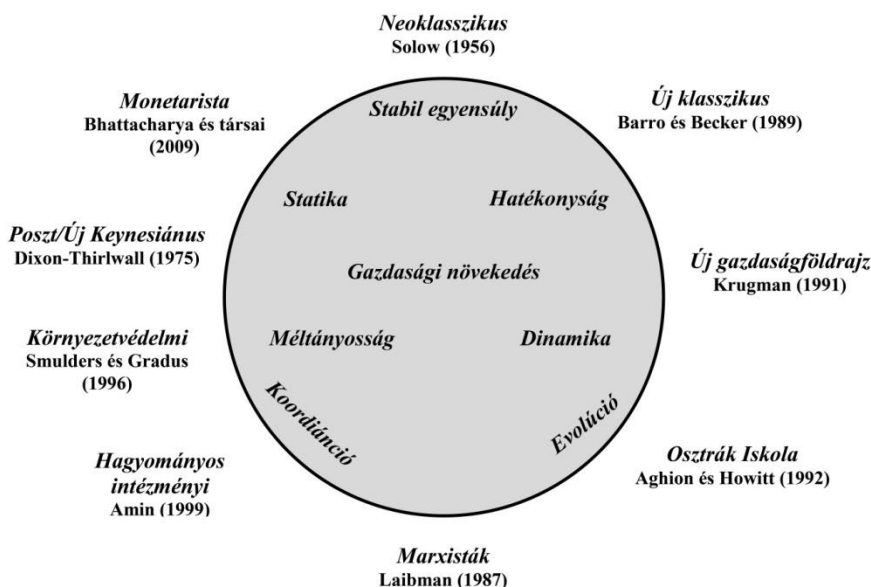 Neoklasszikus
Solow (1956)
Monetarista
Bhattacharya és társai
(2009)
Stabil egyensúly
Új klasszikus
Barro és Becker (1989)
Statika
Hatékonyság
Poszt/Új Keynesiánus
Dixon-Thirlwall (1975)
Gazdasági növekedés
Új gazdaságföldrajz
Krugman (1991)
Környezetvédelmi
Smulders és Gradus
(1996)
Méltányosság
Dinamika
Koordiánció
Evolúció
Hagyományos
intézményi
Amin (1999)
Osztrák Iskola
Aghion és Howitt (1992)
Marxisták
Laibman (1987)